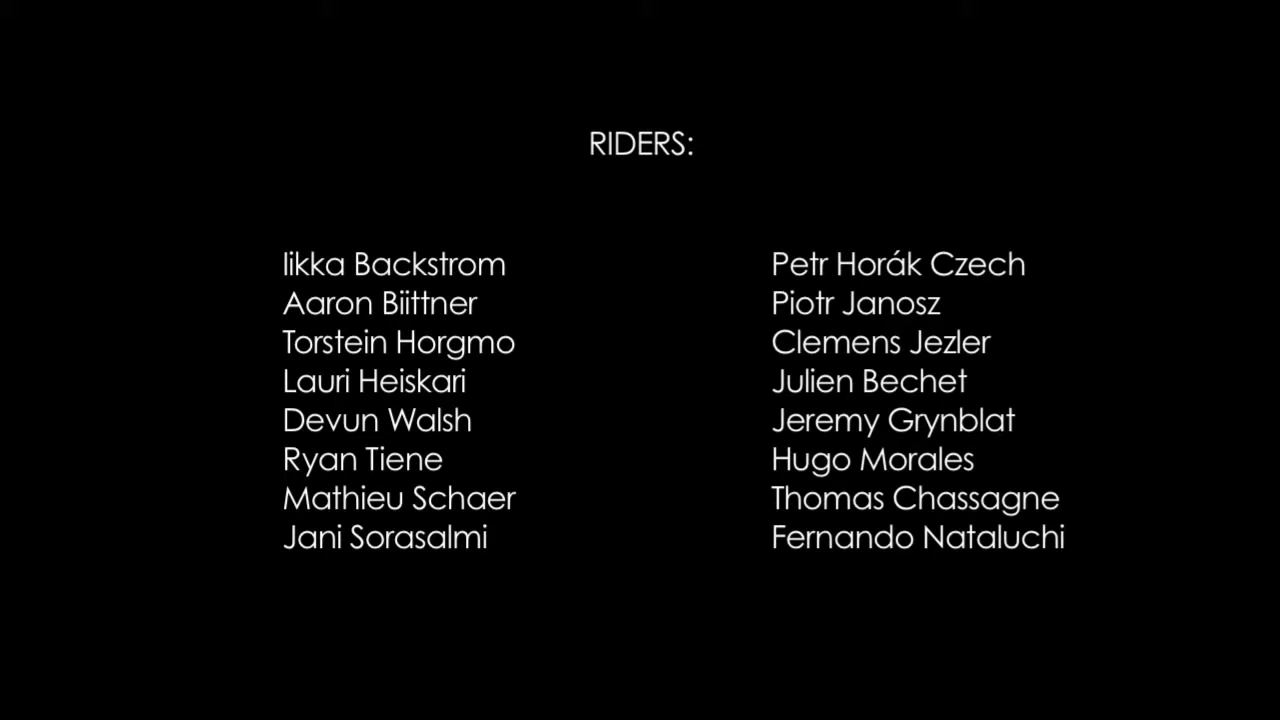 RIDERS:
Iikka Backstrom
Aaron Biittner
Torstein Horgmo
Lauri Heiskari
Devun Walsh
Ryan Tiene
Mathieu Schaer
Jani Sorasalmi
Petr Horák Czech
Piotr Janosz
Clemens Jezler
Julien Bechet
Jeremy Grynblat
Hugo Morales
Thomas Chassagne
Fernando Nataluchi